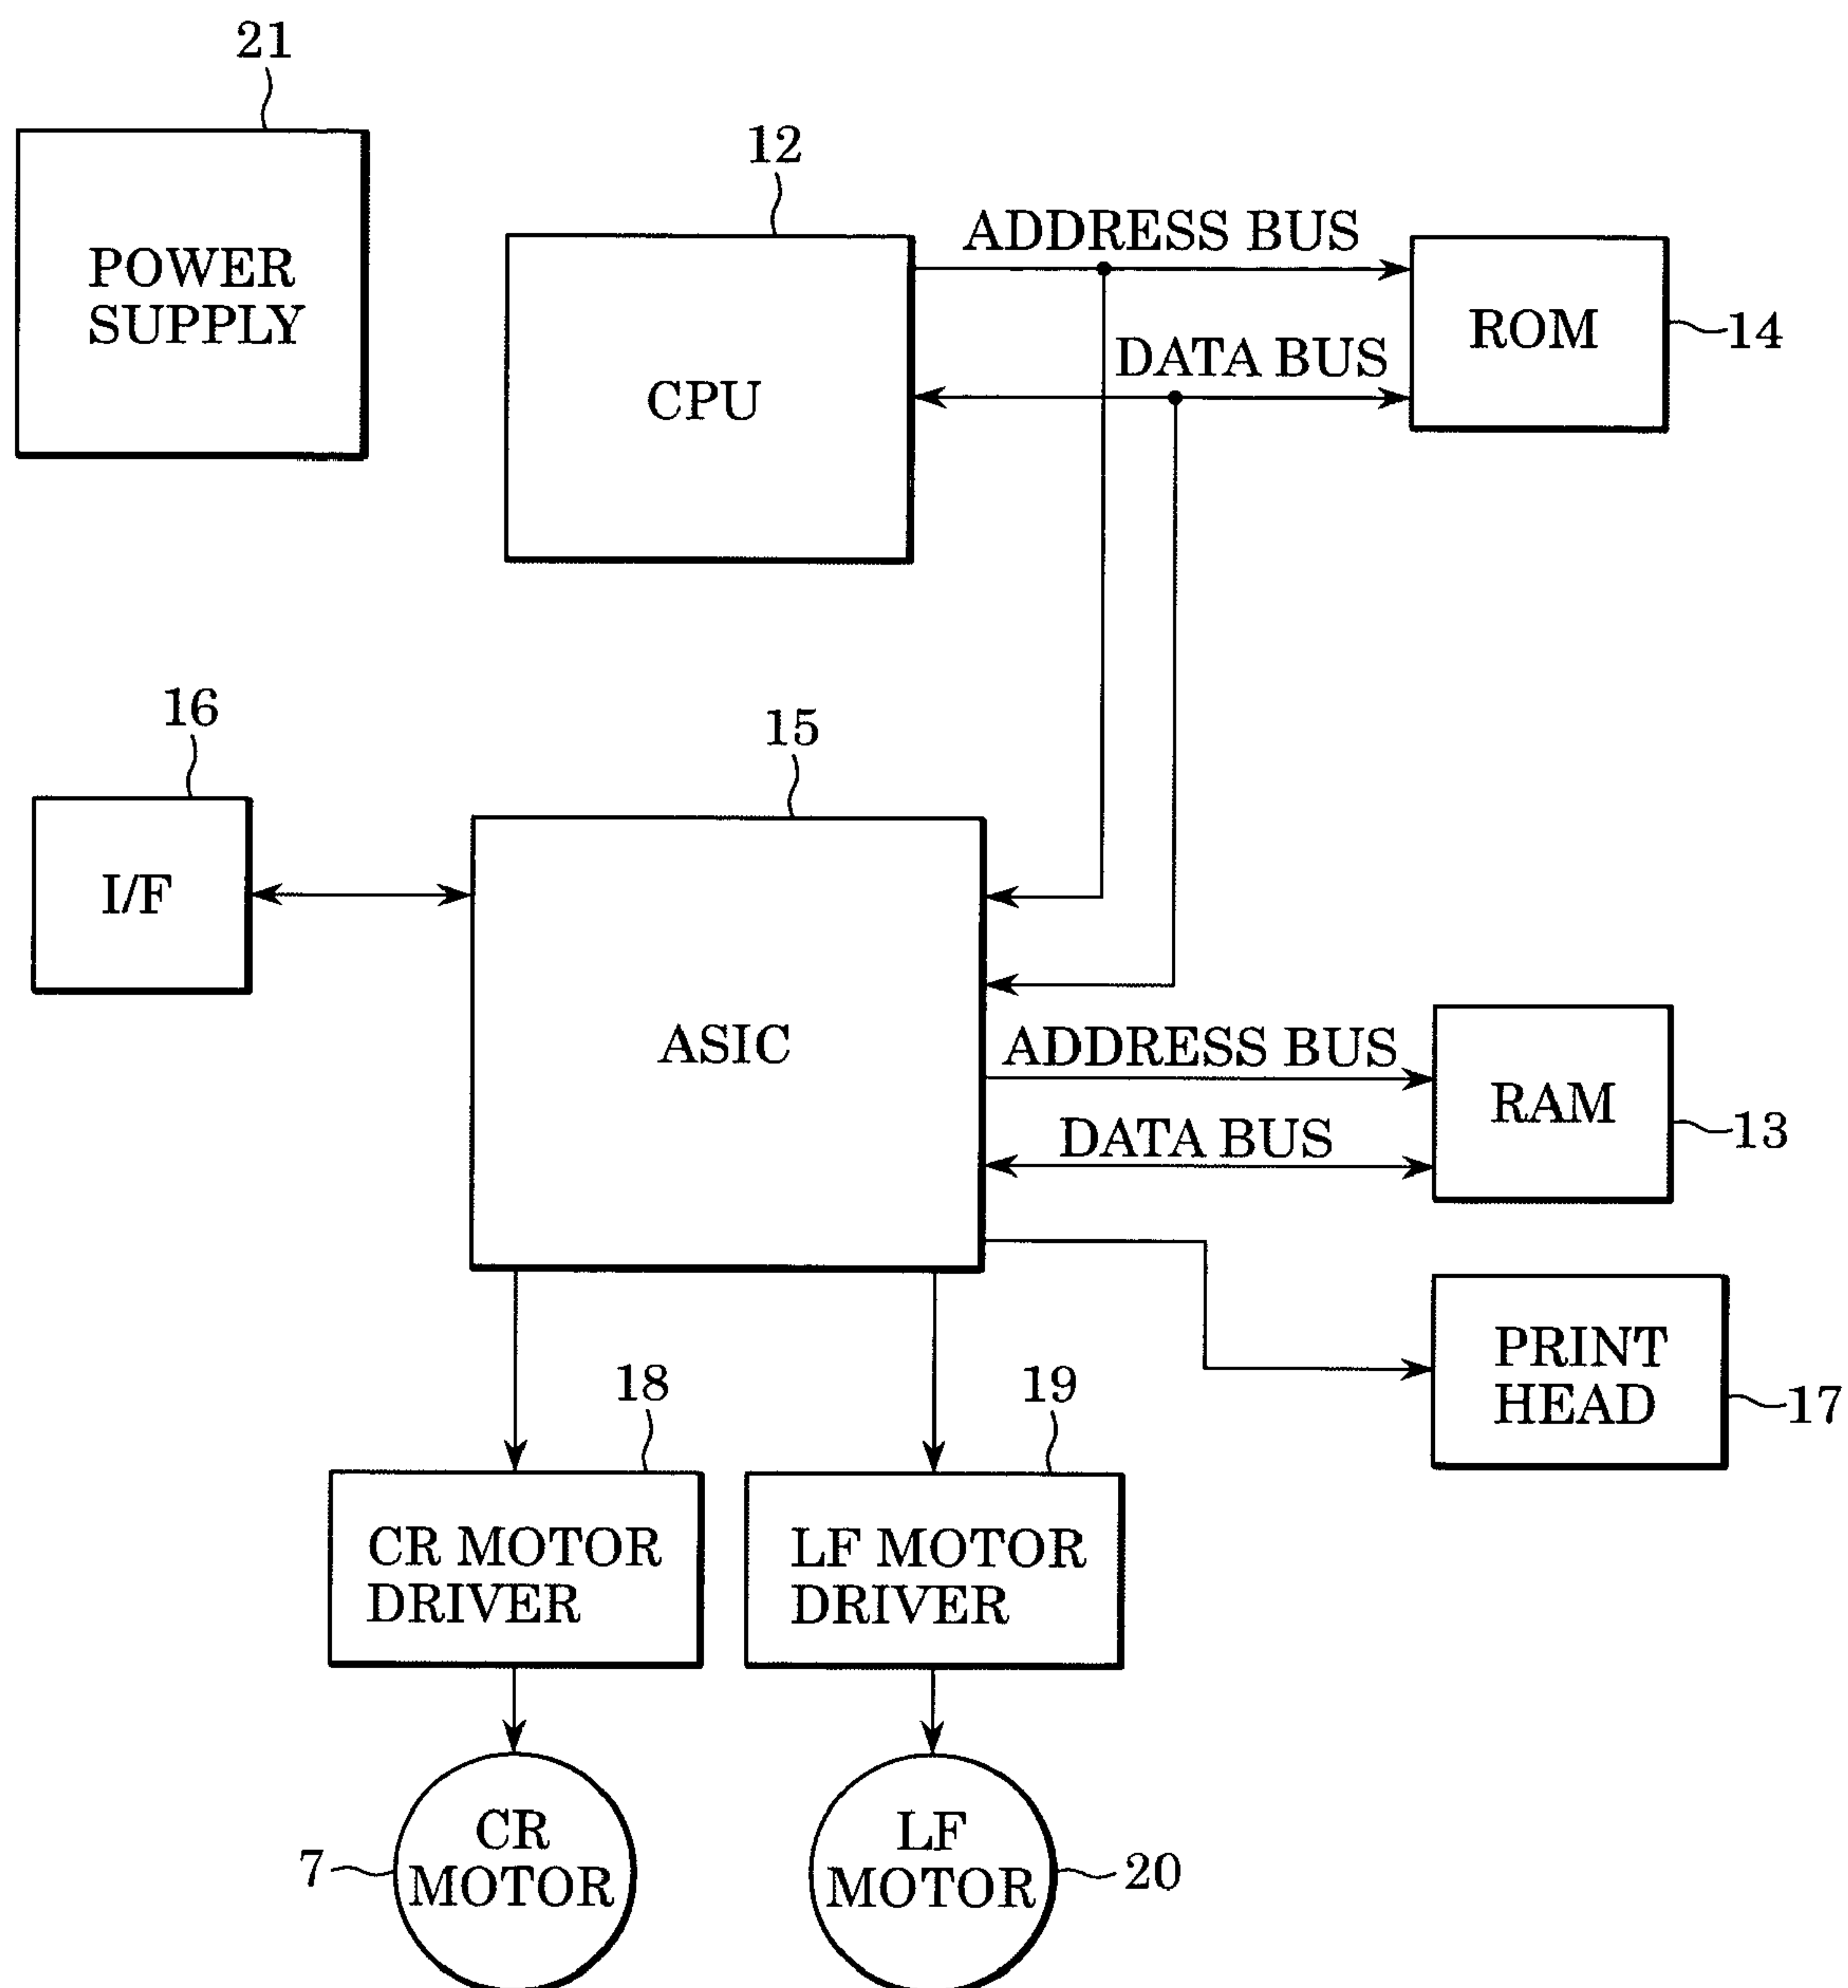 21
POWER
SUPPLY
12
CPU
ADDRESS BUS
DATA BUS
ROM
14
16
I/F
15
ASIC
ADDRESS BUS
DATA BUS
RAM
13
PRINT
HEAD
17
18
CR MOTOR
DRIVER
19
LF MOTOR
DRIVER
7
CR
MOTOR
LF
MOTOR
20